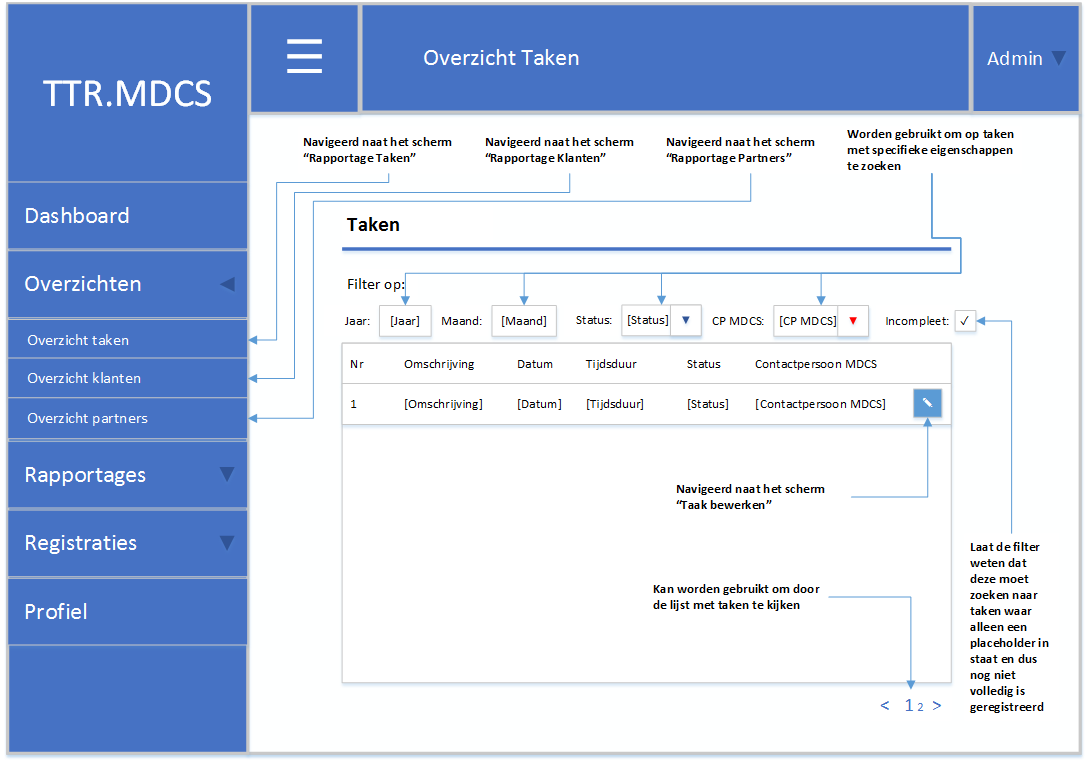 TTR.MDCS
Overzicht Taken
Admin
Dashboard
Overzichten
Overzicht taken
Overzicht klanten
Overzicht partners
Rapportages
Registraties
Profiel
Navigeerd naat het scherm
“Rapportage Taken”
Navigeerd naat het scherm
“Rapportage Klanten”
Navigeerd naat het scherm
“Rapportage Partners”
Worden gebruikt om op taken
met specifieke eigenschappen
te zoeken
Taken
Filter op:
Jaar: [Jaar] Maand: [Maand] Status: [Status] CP MDCS: [CP MDCS] Incompleet: ✓
Nr Omschrijving Datum Tijdsduur Status Contactpersoon MDCS
1 [Omschrijving] [Datum] [Tijdsduur] [Status] [Contactpersoon MDCS]
Navigeerd naat het scherm
“Taak bewerken”
Kan worden gebruikt om door
de lijst met taken te kijken
Laat de filter
weten dat
deze moet
zoeken naar
taken waar
alleen een
placeholder in
staat en dus
nog niet
volledig is
geregistreerd
< 1 2 >